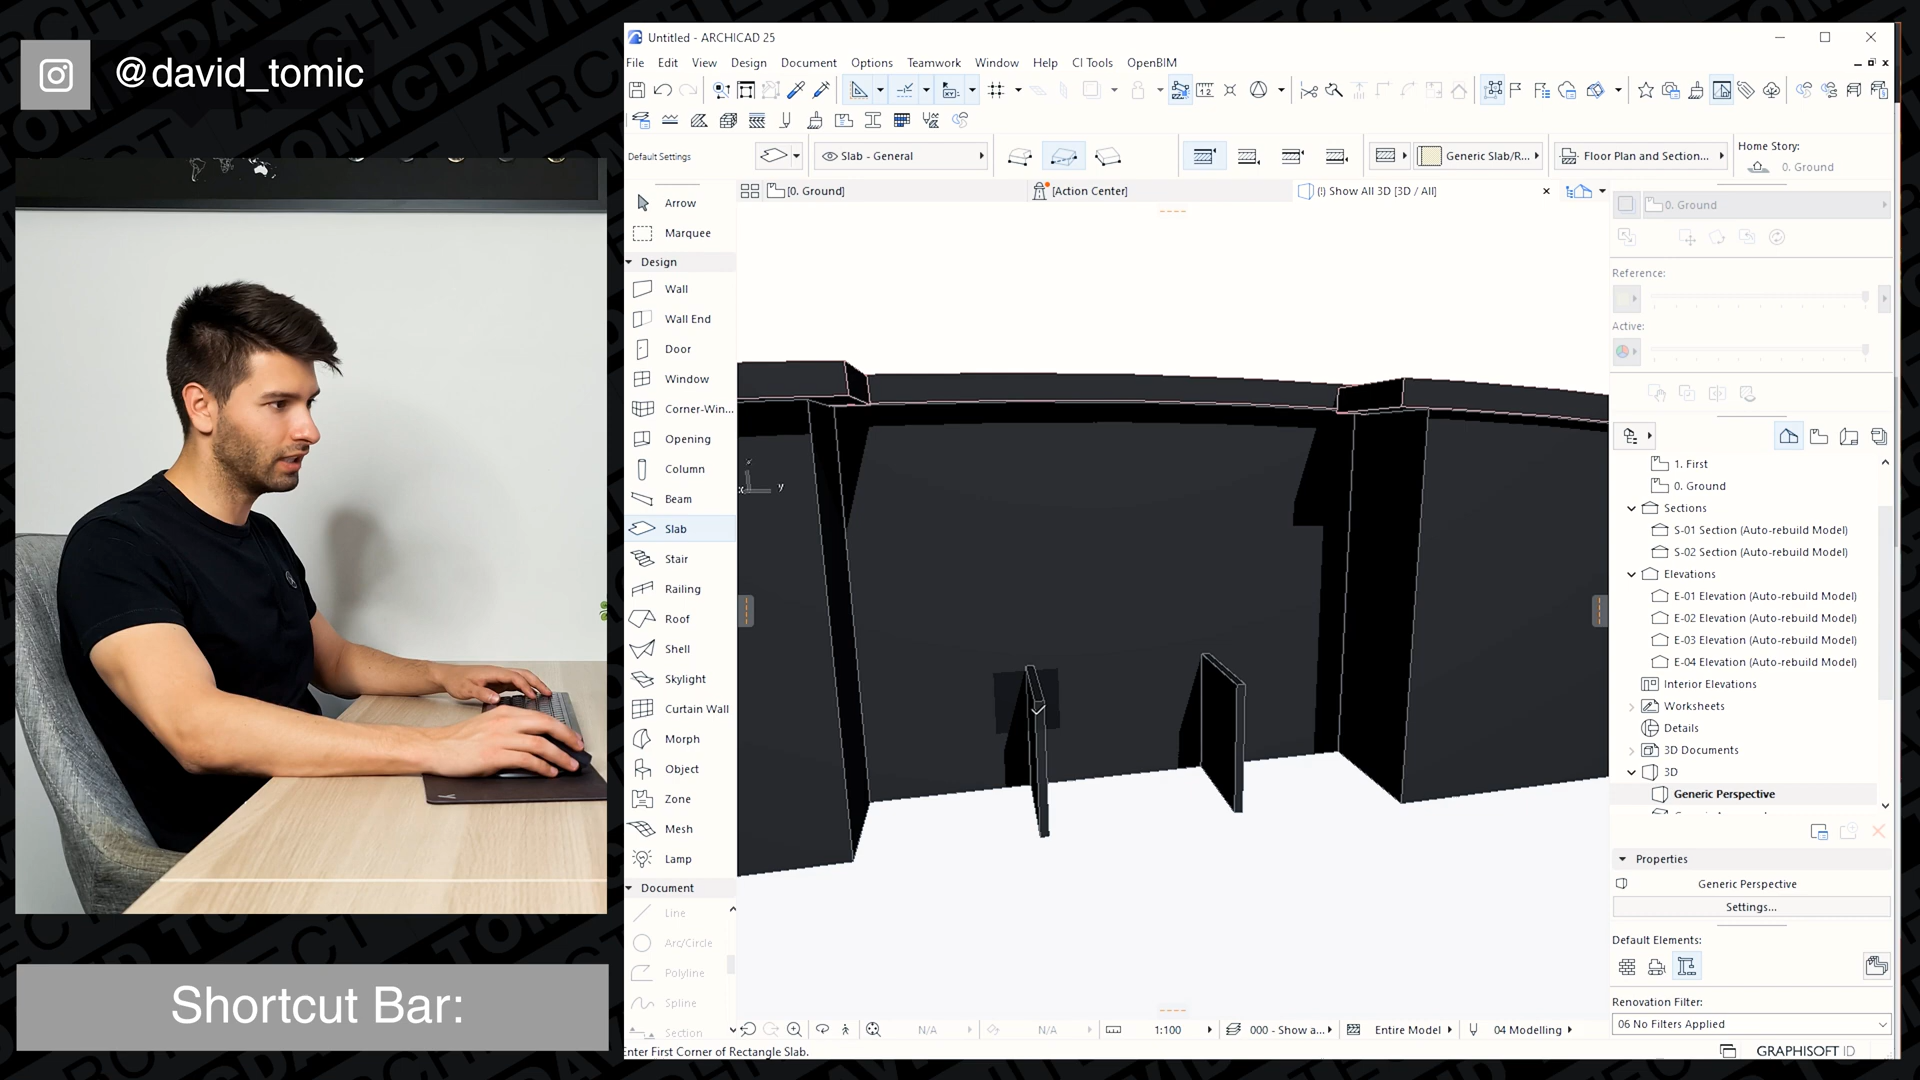 @david_tomic
Shortcut Bar:
Untitled - ARCHICAD 25
File Edit View Design Document Options Teamwork Window Help CI Tools OpenBIM
Default Settings
Slab - General
Generic Slab/R...
Floor Plan and Section...
Home Story:
0. Ground
[0. Ground]
[Action Center]
(!) Show All 3D [3D / All]
Arrow
Marquee
Design
Wall
Wall End
Door
Window
Corner-Win...
Opening
Column
Beam
Slab
Stair
Railing
Roof
Shell
Skylight
Curtain Wall
Morph
Object
Zone
Mesh
Lamp
Document
Line
Arc/Circle
Polyline
Spline
Section
x
y
0. Ground
Reference:
Active:
1. First
0. Ground
Sections
S-01 Section (Auto-rebuild Model)
S-02 Section (Auto-rebuild Model)
Elevations
E-01 Elevation (Auto-rebuild Model)
E-02 Elevation (Auto-rebuild Model)
E-03 Elevation (Auto-rebuild Model)
E-04 Elevation (Auto-rebuild Model)
Interior Elevations
Worksheets
Details
3D Documents
3D
Generic Perspective
Properties
Generic Perspective
Settings...
Default Elements:
Renovation Filter:
06 No Filters Applied
N/A
N/A
1:100
000 - Show a...
Entire Model
04 Modelling
Enter First Corner of Rectangle Slab.
GRAPHISOFT ID